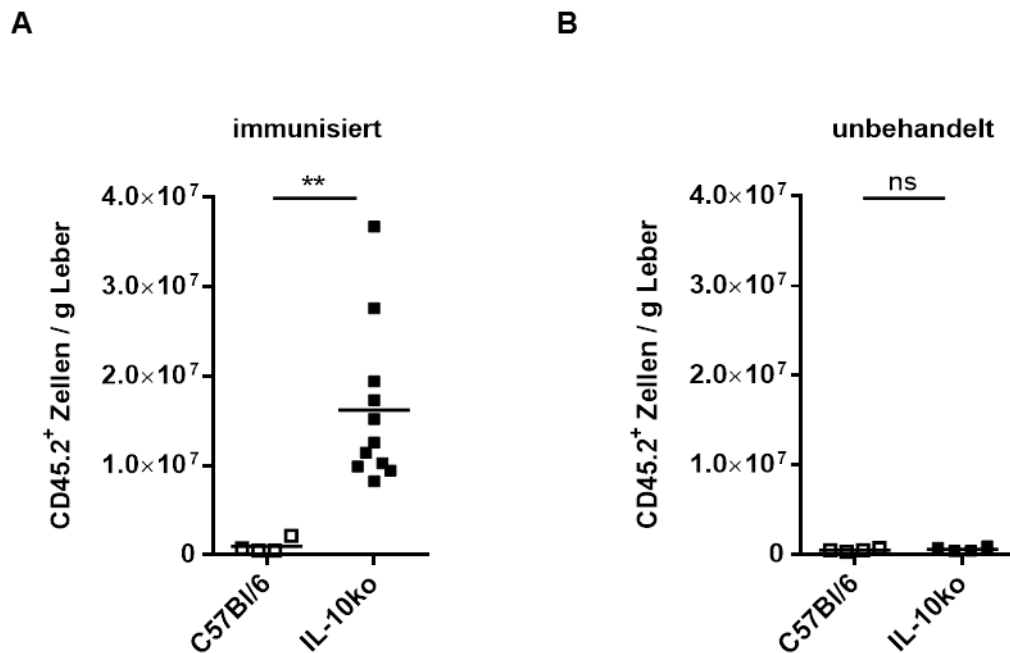 A
immunisiert
**
CD45.2⁺ Zellen / g Leber
4.0×10⁷
3.0×10⁷
2.0×10⁷
1.0×10⁷
0
C57Bl/6
IL-10ko
B
unbehandelt
ns
CD45.2⁺ Zellen / g Leber
4.0×10⁷
3.0×10⁷
2.0×10⁷
1.0×10⁷
0
C57Bl/6
IL-10ko